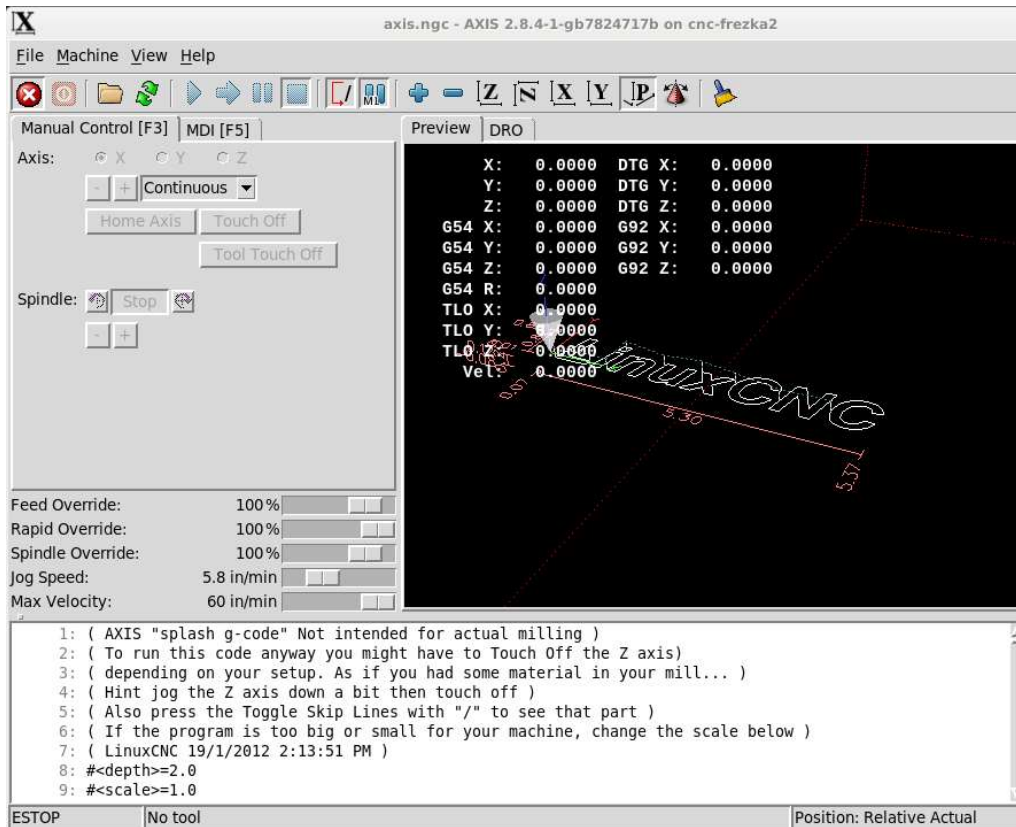 axis.ngc - AXIS 2.8.4-1-gb7824717b on cnc-frezka2
File Machine View Help
M1 Z N X Y P
Manual Control [F3] MDI [F5]
Axis: X Y Z
- + Continuous
Home Axis Touch Off
Tool Touch Off
Spindle: Stop
- +
Feed Override: 100%
Rapid Override: 100%
Spindle Override: 100%
Jog Speed: 5.8 in/min
Max Velocity: 60 in/min
Preview DRO
X: 0.0000 DTG X: 0.0000
Y: 0.0000 DTG Y: 0.0000
Z: 0.0000 DTG Z: 0.0000
G54 X: 0.0000 G92 X: 0.0000
G54 Y: 0.0000 G92 Y: 0.0000
G54 Z: 0.0000 G92 Z: 0.0000
G54 R: 0.0000
TLO X: 0.0000
TLO Y: 0.0000
TLO Z: 0.0000
Vel: 0.0000
LinuxCNC
5.30
5.37
0.07
1: ( AXIS "splash g-code" Not intended for actual milling )
2: ( To run this code anyway you might have to Touch Off the Z axis)
3: ( depending on your setup. As if you had some material in your mill... )
4: ( Hint jog the Z axis down a bit then touch off )
5: ( Also press the Toggle Skip Lines with "/" to see that part )
6: ( If the program is too big or small for your machine, change the scale below )
7: ( LinuxCNC 19/1/2012 2:13:51 PM )
8: #<depth>=2.0
9: #<scale>=1.0
ESTOP No tool Position: Relative Actual